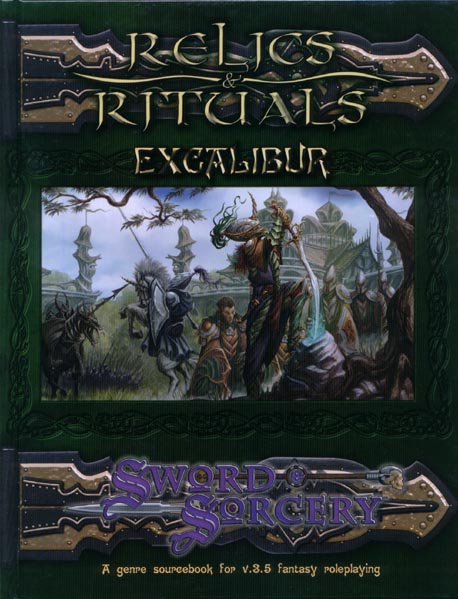 RELICS
&
RITUALS
EXCALIBUR
SWORD &
SORCERY
A genre sourcebook for v.3.5 fantasy roleplaying